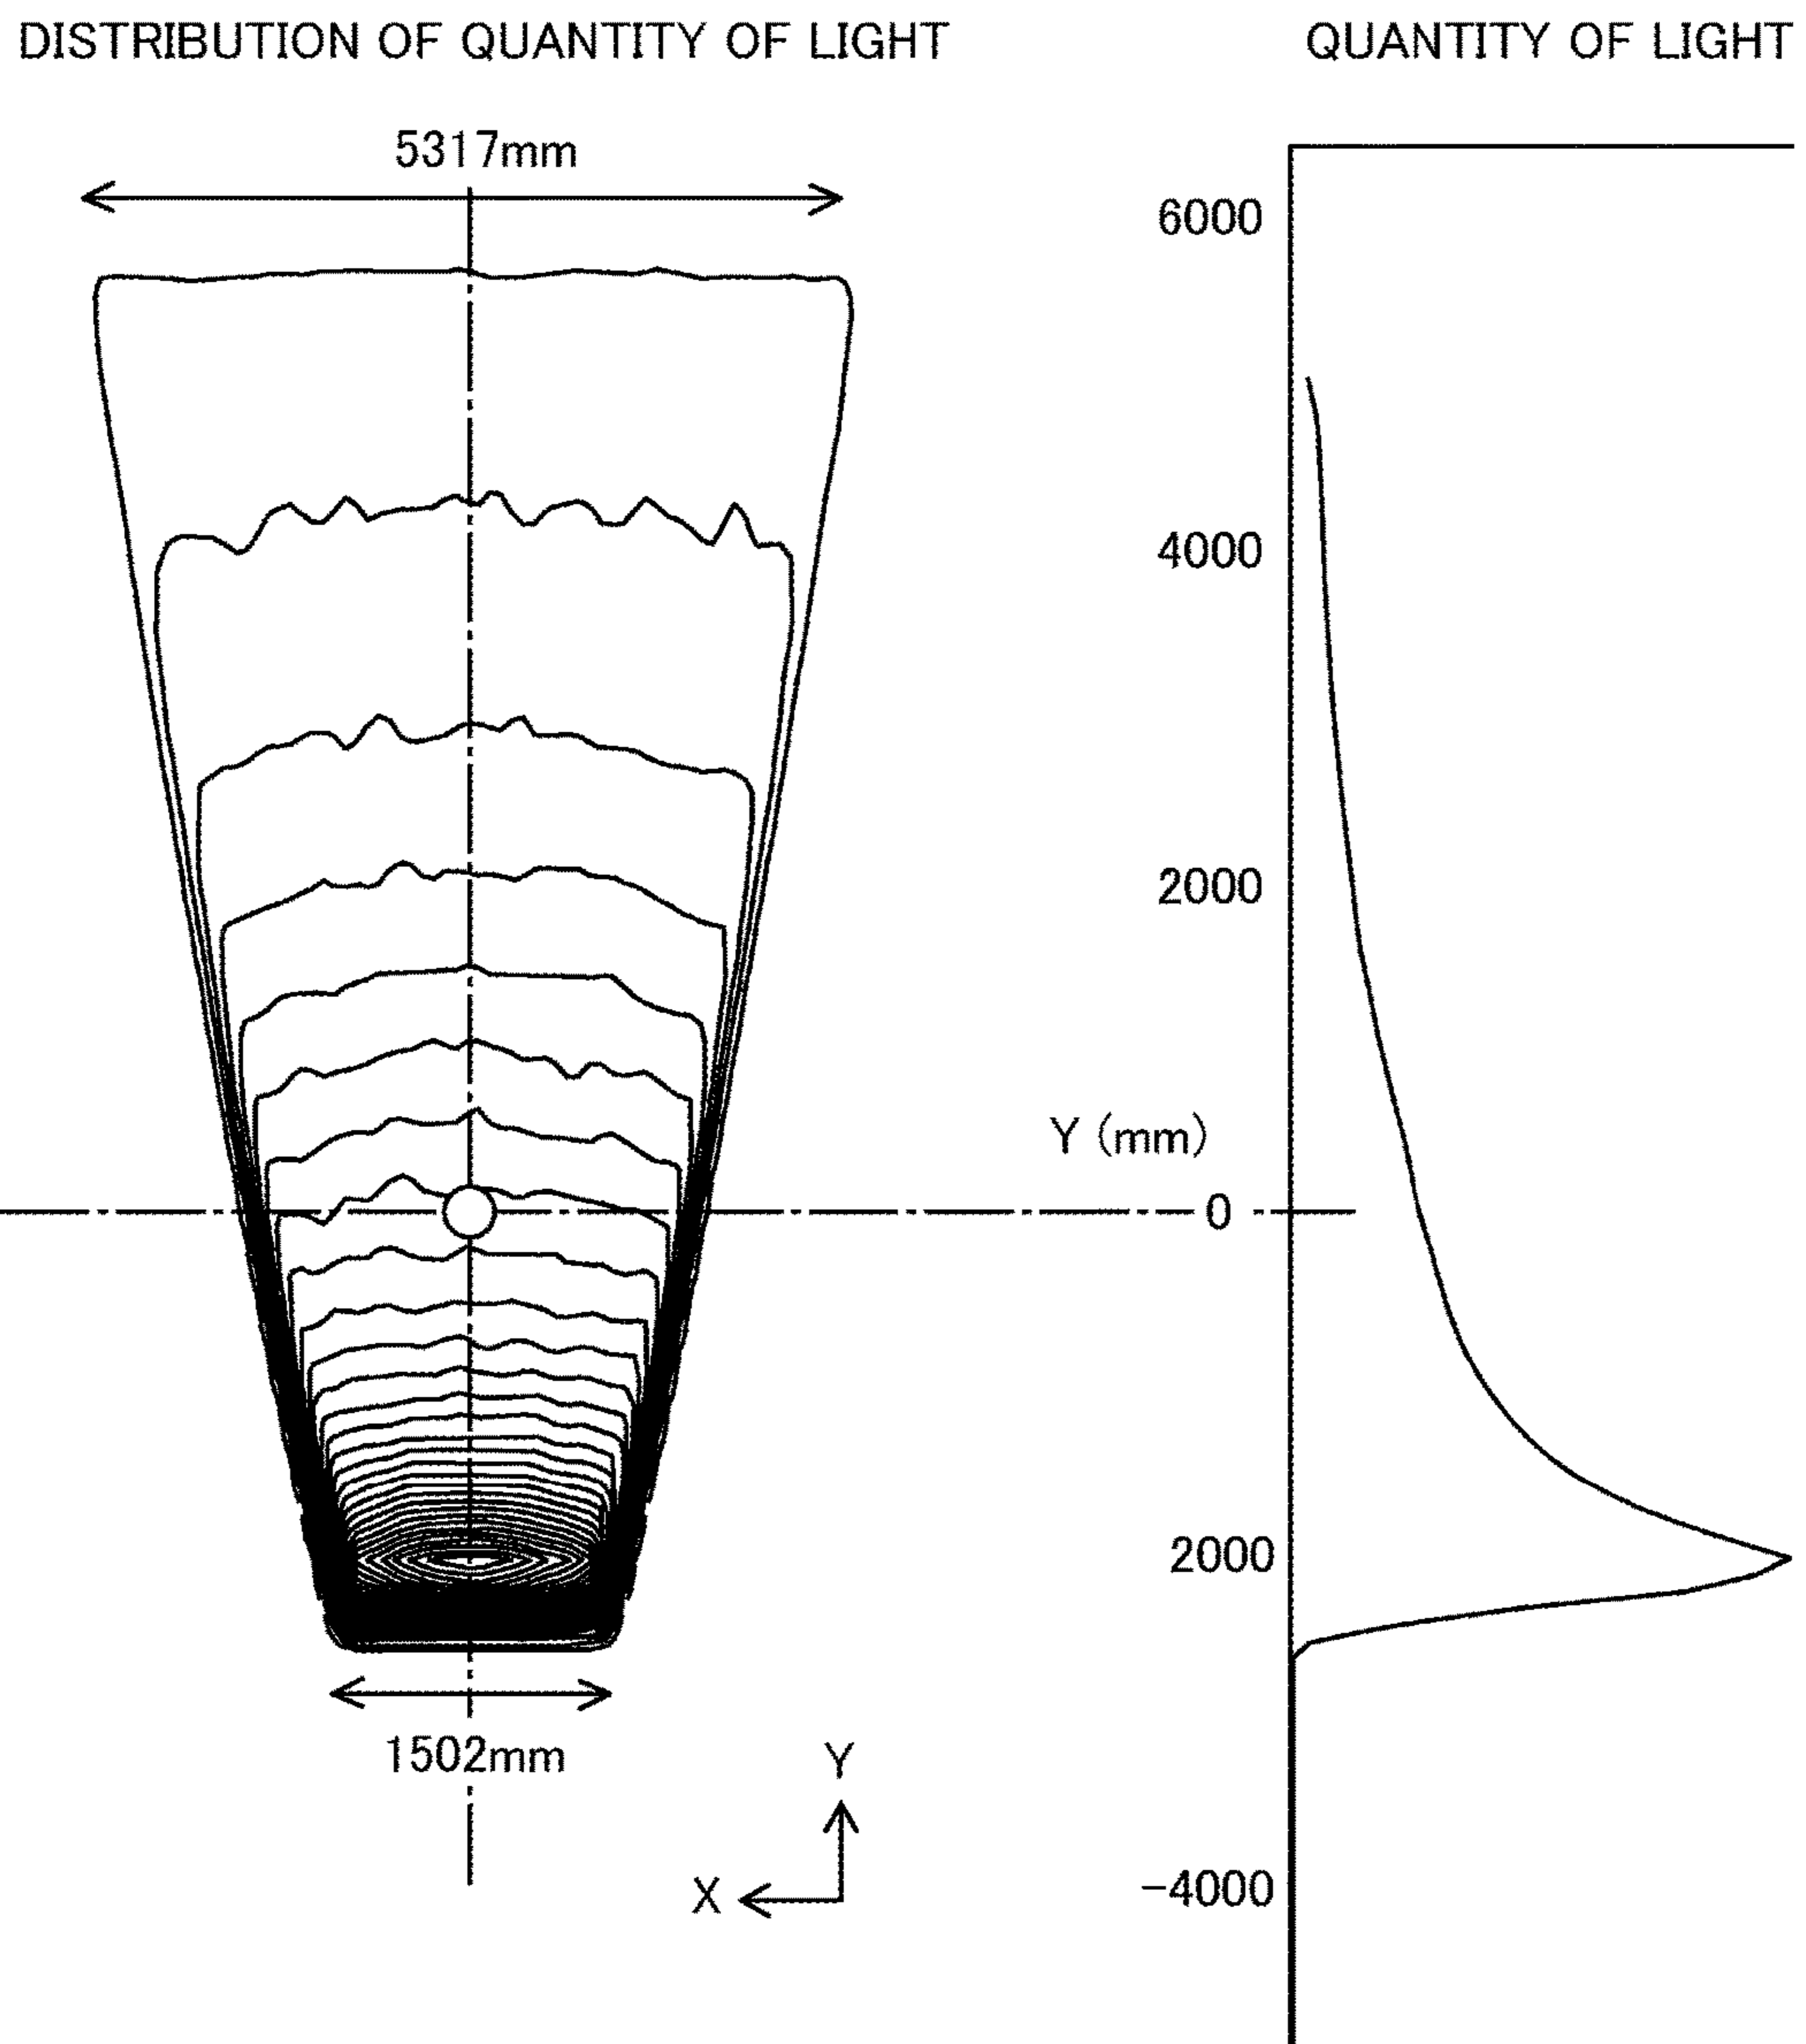 DISTRIBUTION OF QUANTITY OF LIGHT
QUANTITY OF LIGHT
5317mm
6000
4000
2000
Y (mm)
0
2000
1502mm
Y
X
-4000